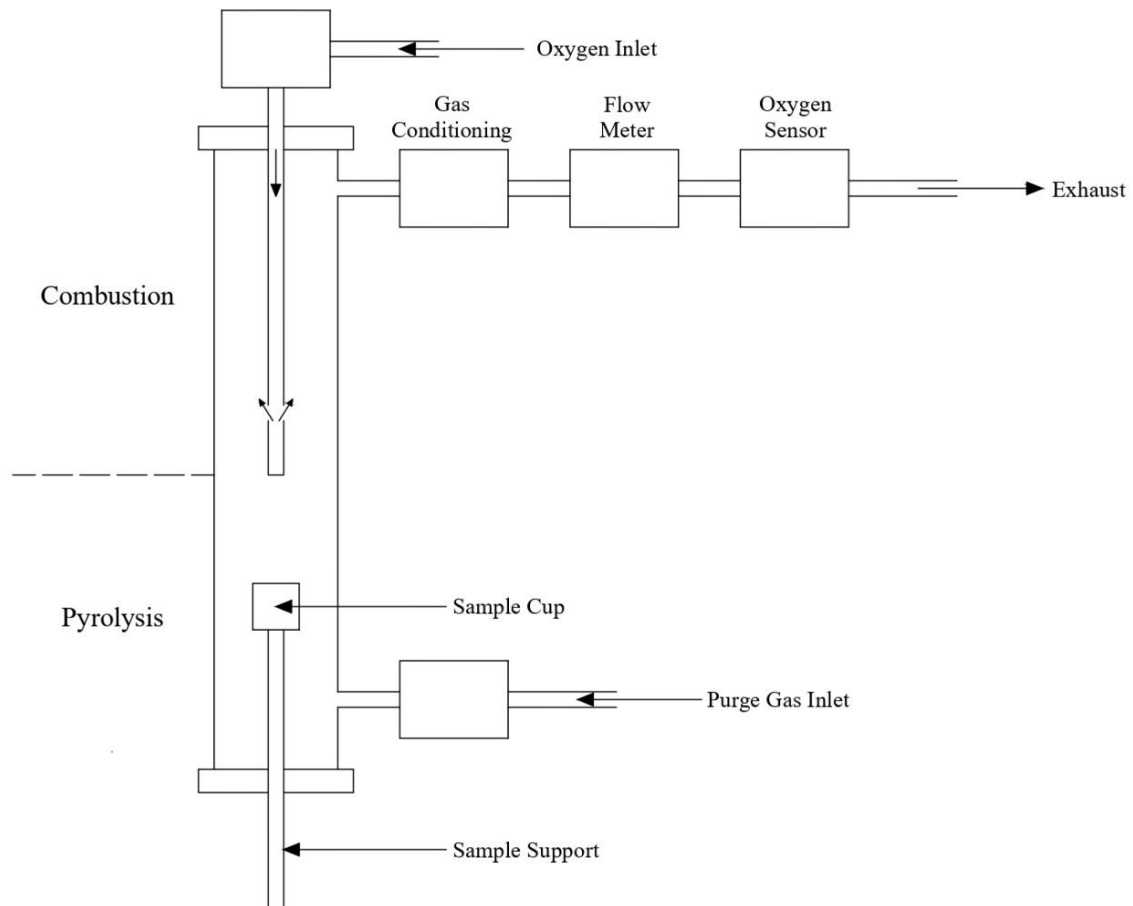 Oxygen Inlet
Gas
Conditioning
Flow
Meter
Oxygen
Sensor
Exhaust
Combustion
Sample Cup
Pyrolysis
Purge Gas Inlet
Sample Support